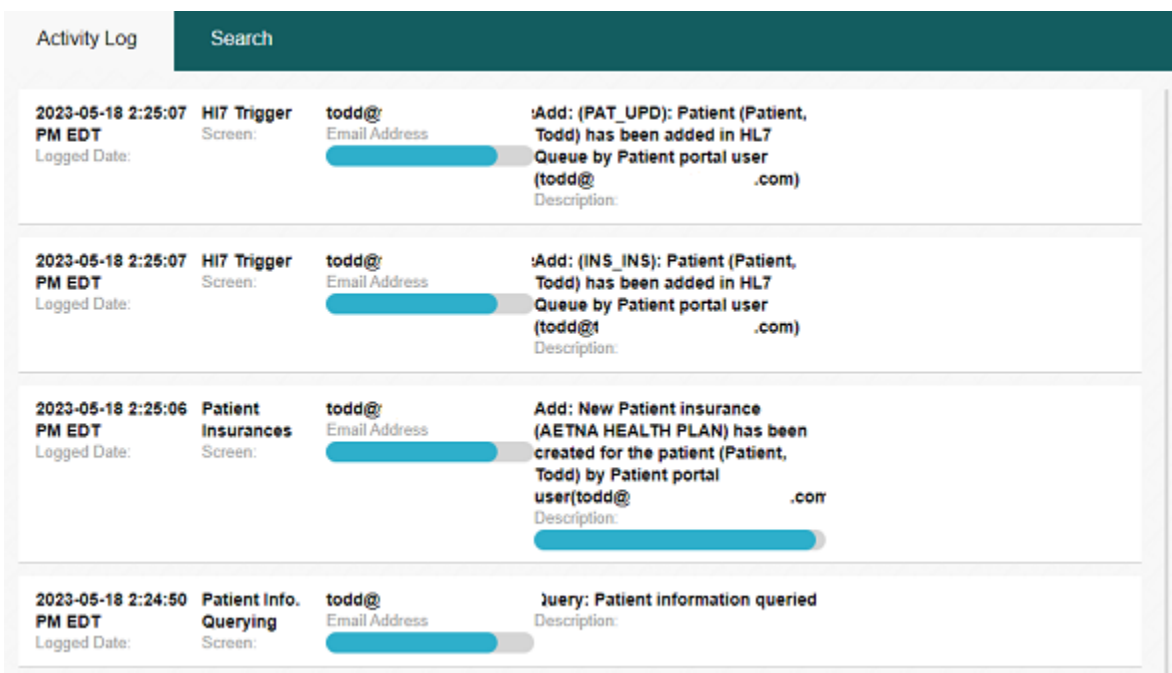 Activity Log
Search
2023-05-18 2:25:07
PM EDT
Logged Date:
HI7 Trigger
Screen:
todd@
Email Address
Add: (PAT_UPD): Patient (Patient,
Todd) has been added in HL7
Queue by Patient portal user
(todd@ .com)
Description:
2023-05-18 2:25:07
PM EDT
Logged Date:
HI7 Trigger
Screen:
todd@
Email Address
Add: (INS_INS): Patient (Patient,
Todd) has been added in HL7
Queue by Patient portal user
(todd@ .com)
Description:
2023-05-18 2:25:06
PM EDT
Logged Date:
Patient
Insurances
Screen:
todd@
Email Address
Add: New Patient insurance
(AETNA HEALTH PLAN) has been
created for the patient (Patient,
Todd) by Patient portal
user(todd@ .com
Description:
2023-05-18 2:24:50
PM EDT
Logged Date:
Patient Info.
Querying
Screen:
todd@
Email Address
Query: Patient information queried
Description: